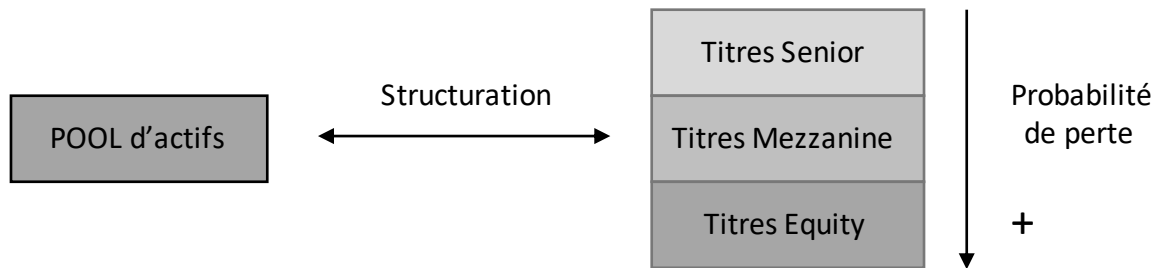 Titres Senior
Structuration
Probabilité
de perte
POOL d’actifs
Titres Mezzanine
Titres Equity
+